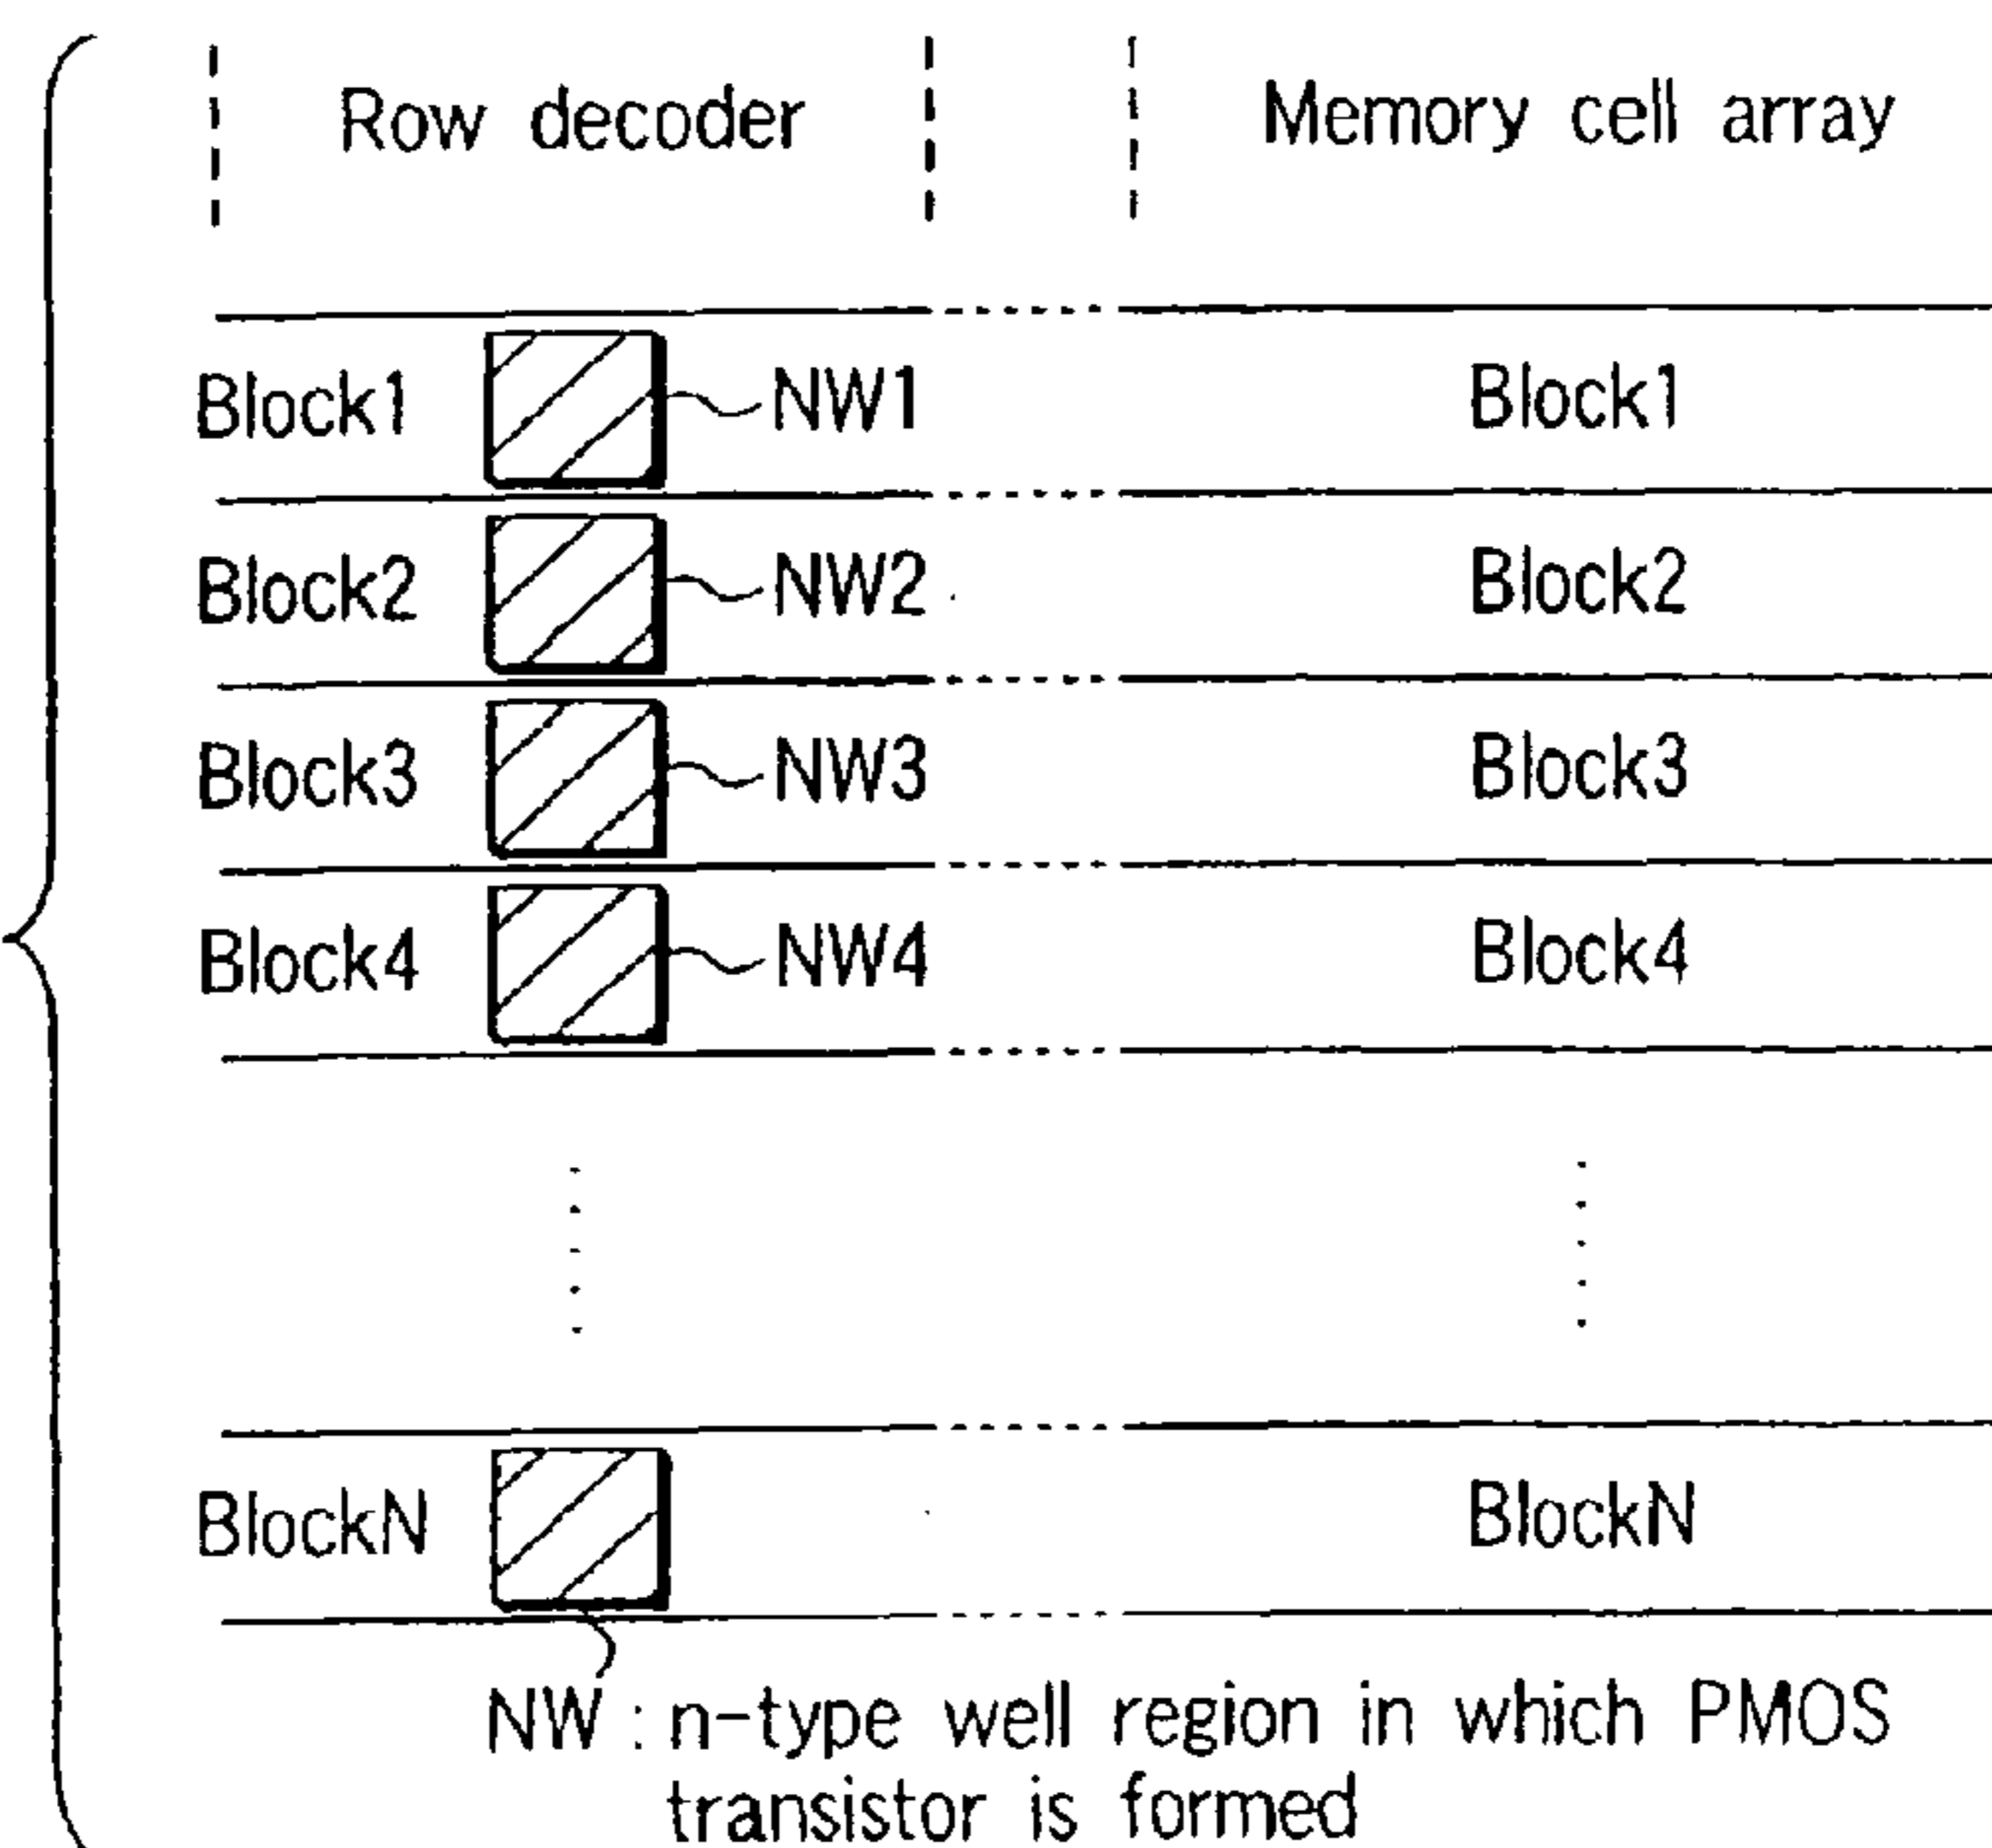 Row decoder Memory cell array
Block1 NW1 Block1
Block2 NW2 Block2
Block3 NW3 Block3
Block4 NW4 Block4
BlockN BlockN
NW : n-type well region in which PMOS
transistor is formed